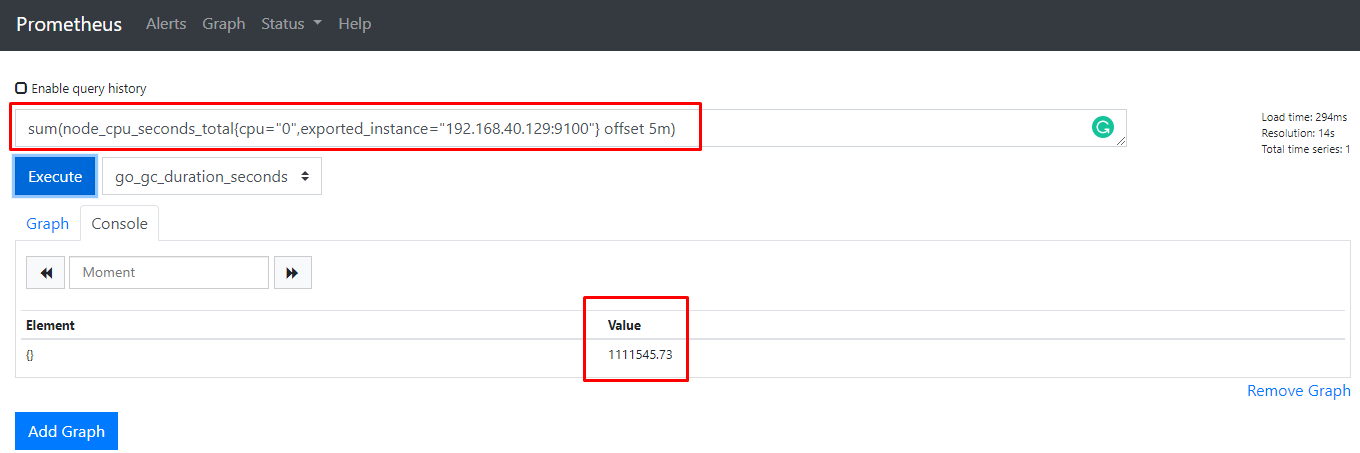 Prometheus Alerts Graph Status Help
Enable query history
sum(node_cpu_seconds_total{cpu="0",exported_instance="192.168.40.129:9100"} offset 5m)
Load time: 294ms
Resolution: 14s
Total time series: 1
Execute go_gc_duration_seconds
Graph Console
Moment
Element Value
{} 1111545.73
Remove Graph
Add Graph